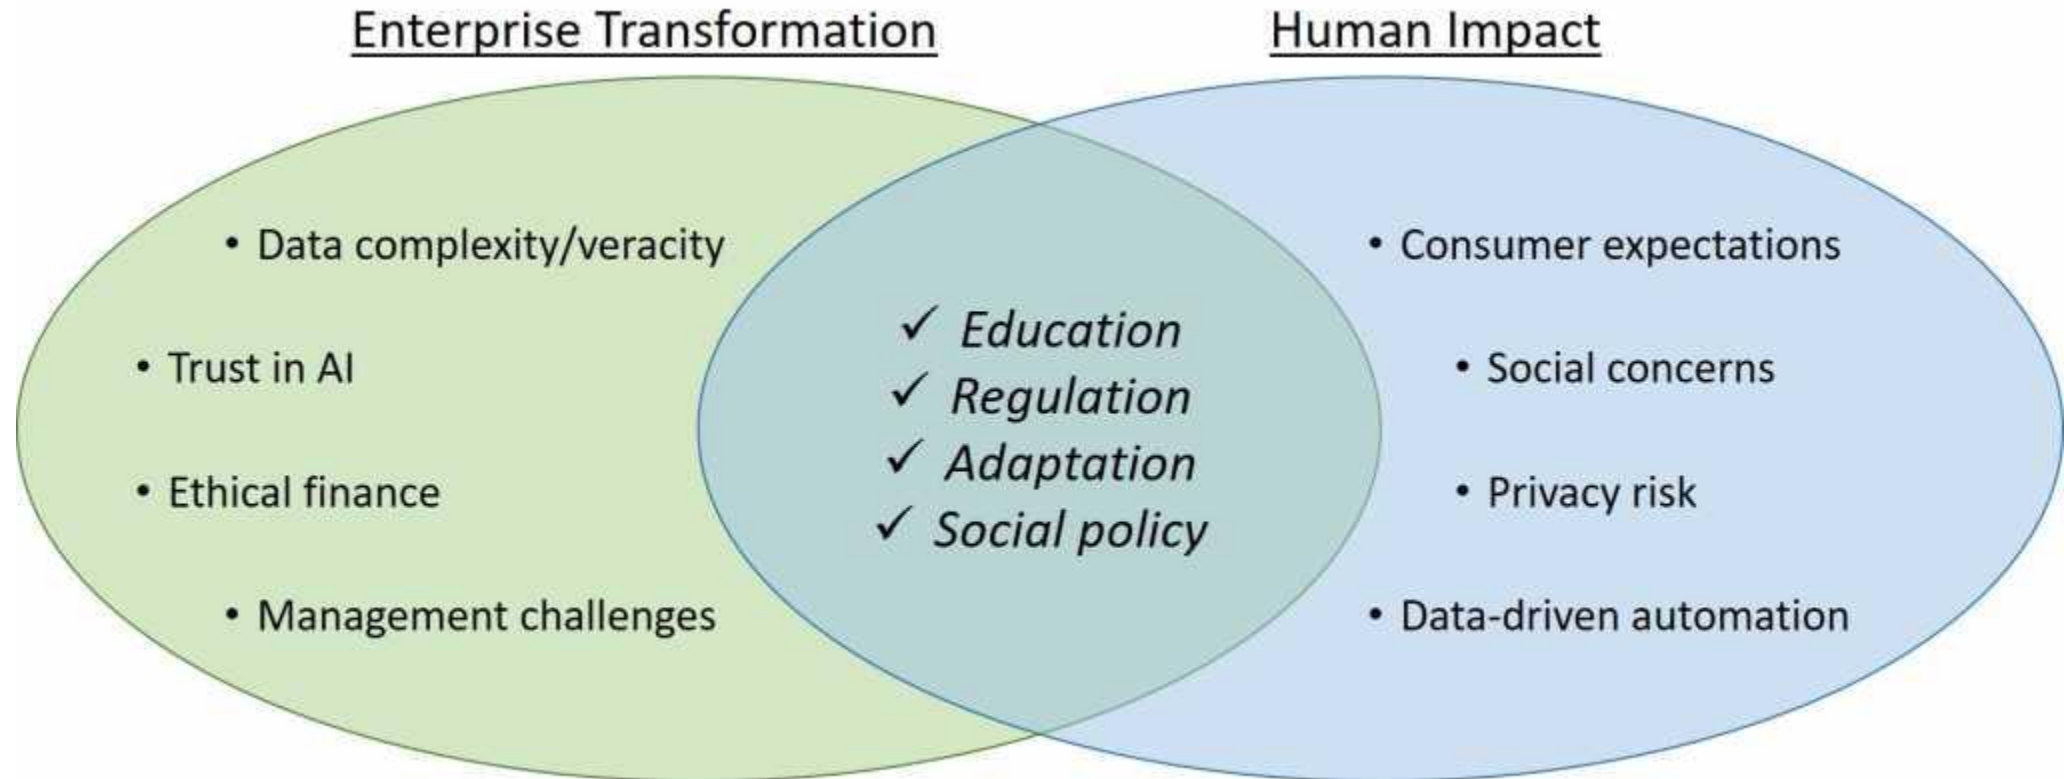 Enterprise Transformation
Human Impact
• Data complexity/veracity
• Trust in AI
• Ethical finance
• Management challenges
✓ Education
✓ Regulation
✓ Adaptation
✓ Social policy
• Consumer expectations
• Social concerns
• Privacy risk
• Data-driven automation